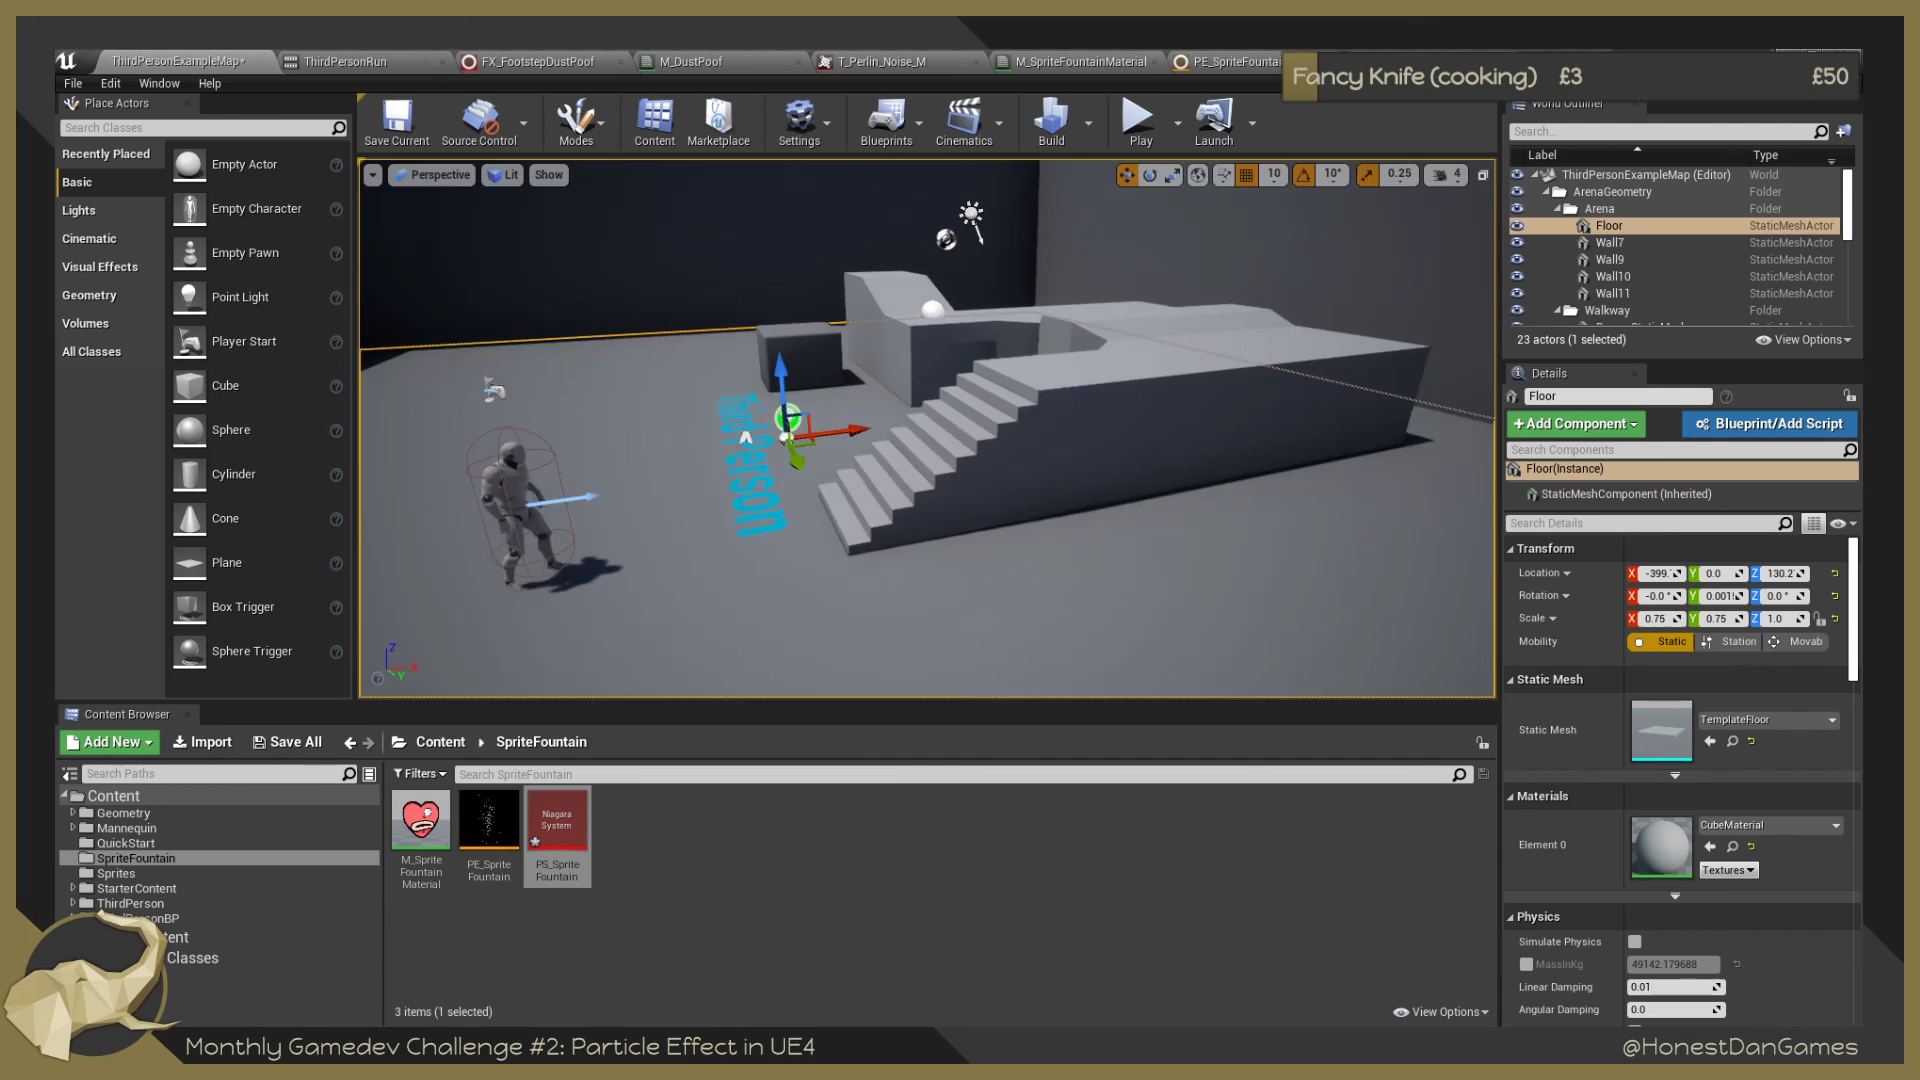 ThirdPersonExampleMap*
ThirdPersonRun
FX_FootstepDustPoof
M_DustPoof
T_Perlin_Noise_M
M_SpriteFountainMaterial
PE_SpriteFountai
Fancy Knife (cooking) £3 £50
File Edit Window Help
Place Actors
Search Classes
Recently Placed
Basic
Lights
Cinematic
Visual Effects
Geometry
Volumes
All Classes
Empty Actor
Empty Character
Empty Pawn
Point Light
Player Start
Cube
Sphere
Cylinder
Cone
Plane
Box Trigger
Sphere Trigger
Save Current
Source Control
Modes
Content
Marketplace
Settings
Blueprints
Cinematics
Build
Play
Launch
Perspective Lit Show
10 10° 0.25 4
Third Person
Z
X
Y
World Outliner
Search...
Label Type
ThirdPersonExampleMap (Editor) World
ArenaGeometry Folder
Arena Folder
Floor StaticMeshActor
Wall7 StaticMeshActor
Wall9 StaticMeshActor
Wall10 StaticMeshActor
Wall11 StaticMeshActor
Walkway Folder
23 actors (1 selected) View Options
Details
Floor
+Add Component Blueprint/Add Script
Search Components
Floor(Instance)
StaticMeshComponent (Inherited)
Search Details
Transform
Location X -399. Y 0.0 Z 130.2
Rotation X -0.0 ° Y 0.001 Z 0.0 °
Scale X 0.75 Y 0.75 Z 1.0
Mobility Static Station Movab
Static Mesh
Static Mesh TemplateFloor
Materials
Element 0 CubeMaterial
Textures
Physics
Simulate Physics
MassInKg 49142.179688
Linear Damping 0.01
Angular Damping 0.0
Content Browser
Add New Import Save All Content SpriteFountain
Search Paths
Filters Search SpriteFountain
Content
Geometry
Mannequin
QuickStart
SpriteFountain
Sprites
StarterContent
ThirdPerson
PersonBP
tent
Classes
M_Sprite
Fountain
Material
PE_Sprite
Fountain
Niagara
System
PS_Sprite
Fountain
3 items (1 selected) View Options
Monthly Gamedev Challenge #2: Particle Effect in UE4
@HonestDanGames